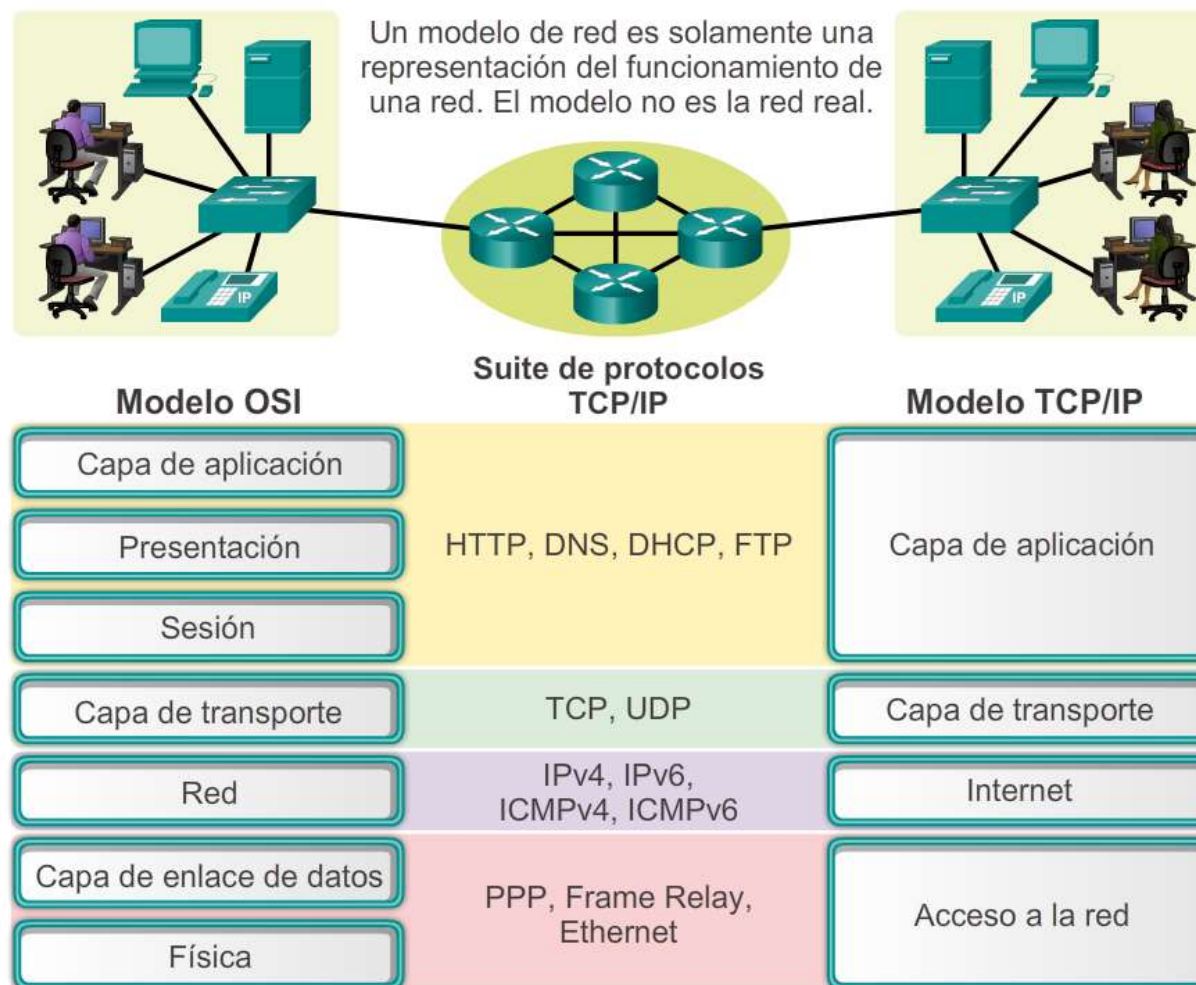 Un modelo de red es solamente una
representación del funcionamiento de
una red. El modelo no es la red real.
IP
IP
Suite de protocolos
TCP/IP
Modelo OSI
Modelo TCP/IP
Capa de aplicación
Presentación
Sesión
HTTP, DNS, DHCP, FTP
Capa de aplicación
Capa de transporte
TCP, UDP
Capa de transporte
Red
IPv4, IPv6,
ICMPv4, ICMPv6
Internet
Capa de enlace de datos
Física
PPP, Frame Relay,
Ethernet
Acceso a la red